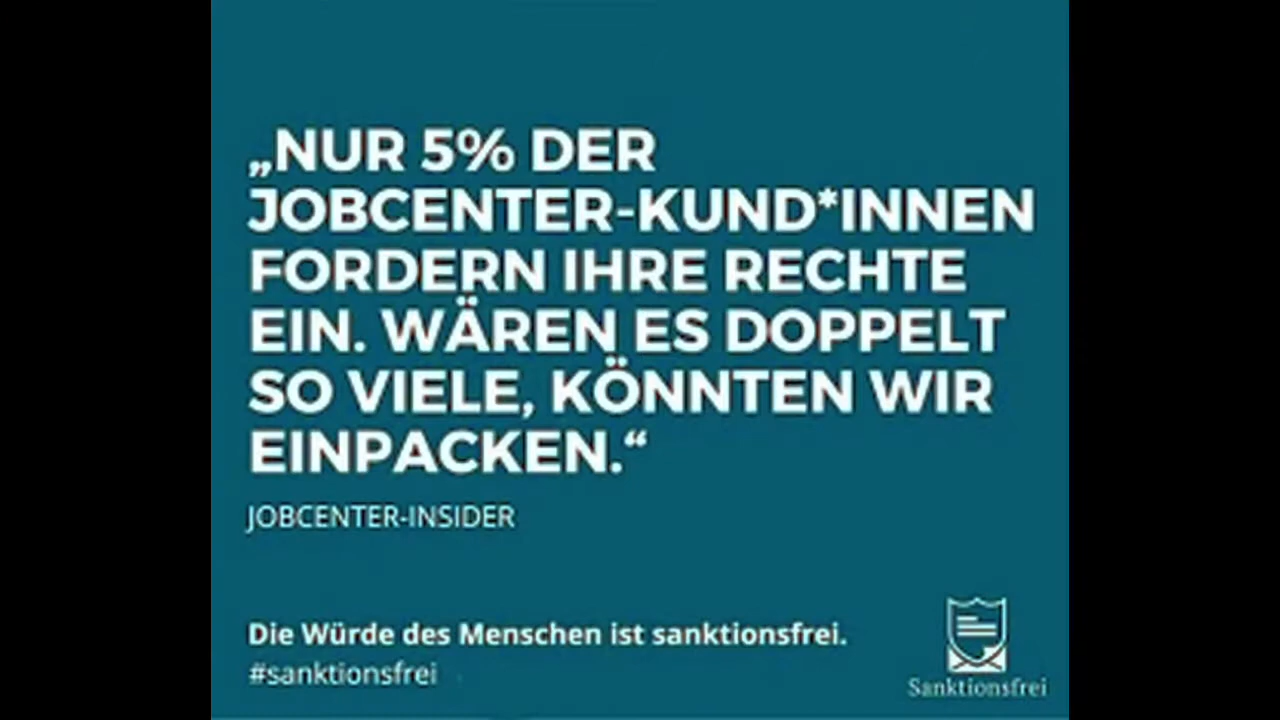 „NUR 5% DER
JOBCENTER-KUND*INNEN
FORDERN IHRE RECHTE
EIN. WÄREN ES DOPPELT
SO VIELE, KÖNNTEN WIR
EINPACKEN.“
JOBCENTER-INSIDER
Die Würde des Menschen ist sanktionsfrei.
#sanktionsfrei
Sanktionsfrei